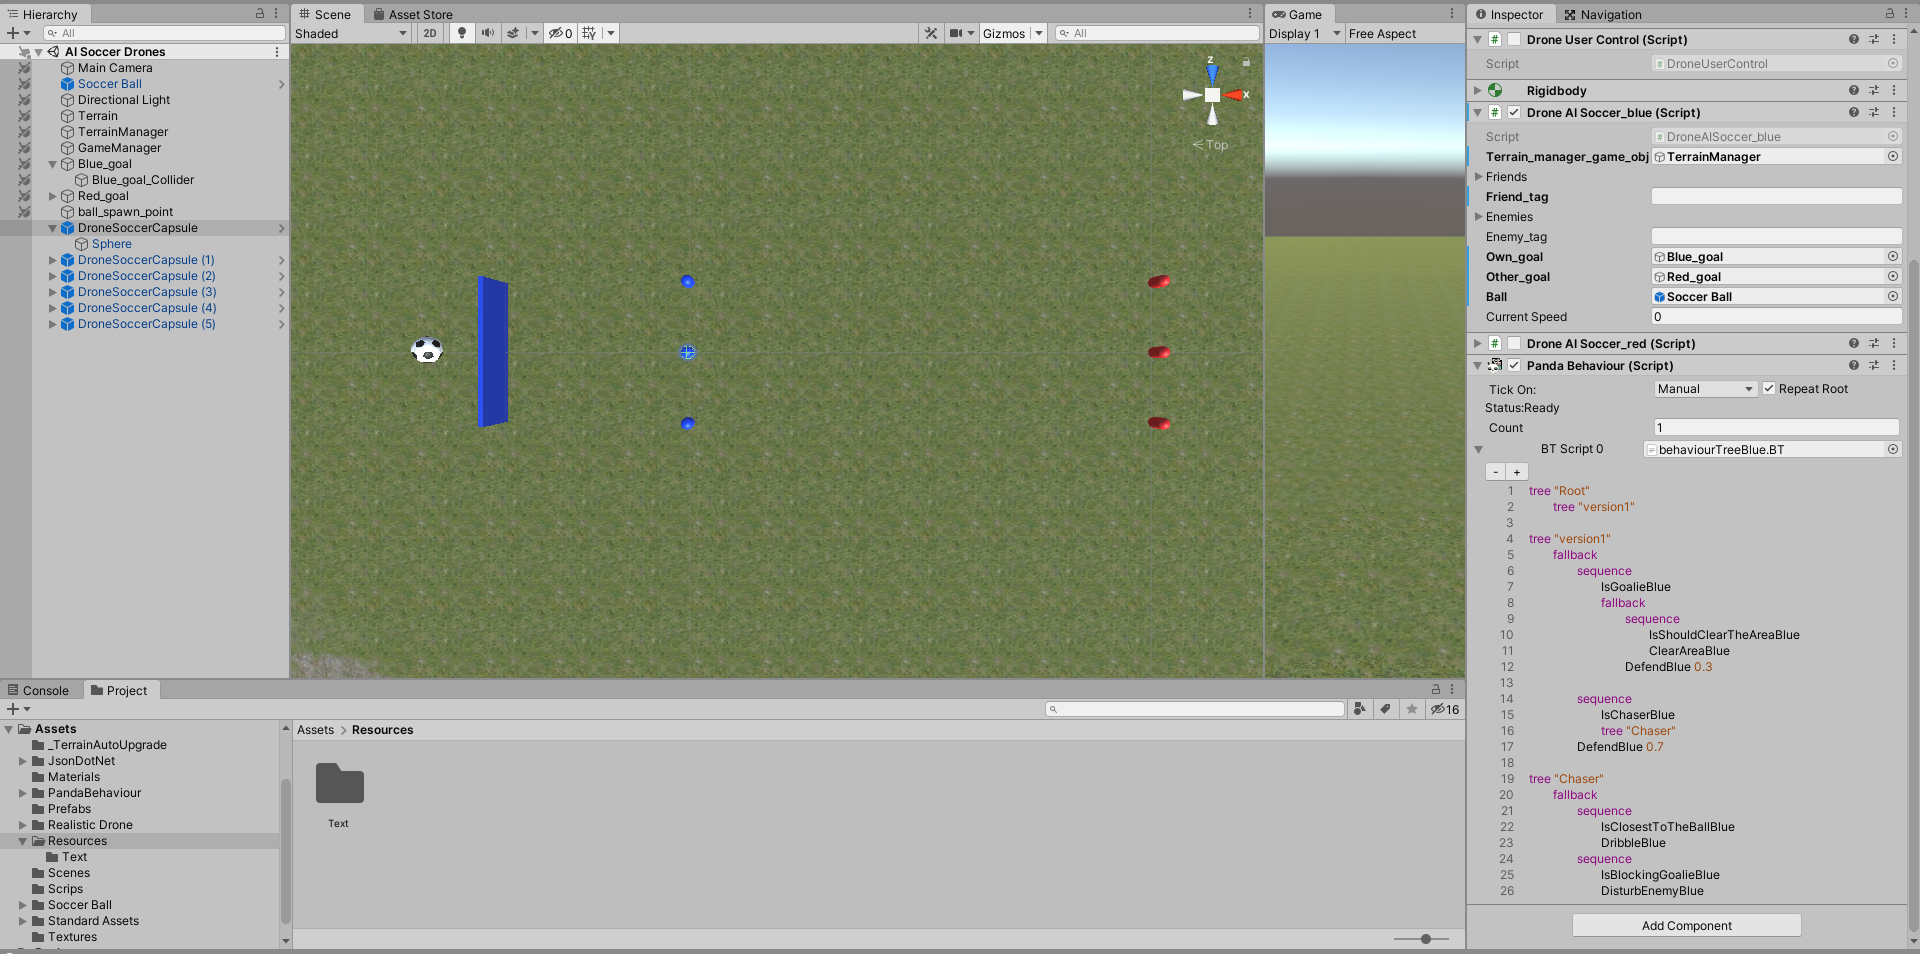 Hierarchy
All
AI Soccer Drones
Main Camera
Soccer Ball
Directional Light
Terrain
TerrainManager
GameManager
Blue_goal
Blue_goal_Collider
Red_goal
ball_spawn_point
DroneSoccerCapsule
Sphere
DroneSoccerCapsule (1)
DroneSoccerCapsule (2)
DroneSoccerCapsule (3)
DroneSoccerCapsule (4)
DroneSoccerCapsule (5)
Scene Asset Store
Shaded 2D 0 Gizmos All
z
x
Top
Game
Display 1 Free Aspect
Inspector Navigation
Drone User Control (Script)
Script DroneUserControl
Rigidbody
Drone AI Soccer_blue (Script)
Script DroneAISoccer_blue
Terrain_manager_game_obj TerrainManager
Friends
Friend_tag
Enemies
Enemy_tag
Own_goal Blue_goal
Other_goal Red_goal
Ball Soccer Ball
Current Speed 0
Drone AI Soccer_red (Script)
Panda Behaviour (Script)
Tick On: Manual Repeat Root
Status:Ready
Count 1
BT Script 0 behaviourTreeBlue.BT
- +
1 tree "Root"
2 tree "version1"
3
4 tree "version1"
5 fallback
6 sequence
7 IsGoalieBlue
8 fallback
9 sequence
10 IsShouldClearTheAreaBlue
11 ClearAreaBlue
12 DefendBlue 0.3
13
14 sequence
15 IsChaserBlue
16 tree "Chaser"
17 DefendBlue 0.7
18
19 tree "Chaser"
20 fallback
21 sequence
22 IsClosestToTheBallBlue
23 DribbleBlue
24 sequence
25 IsBlockingGoalieBlue
26 DisturbEnemyBlue
Add Component
Console Project
16
Assets
_TerrainAutoUpgrade
JsonDotNet
Materials
PandaBehaviour
Prefabs
Realistic Drone
Resources
Text
Scenes
Scrips
Soccer Ball
Standard Assets
Textures
Assets > Resources
Text